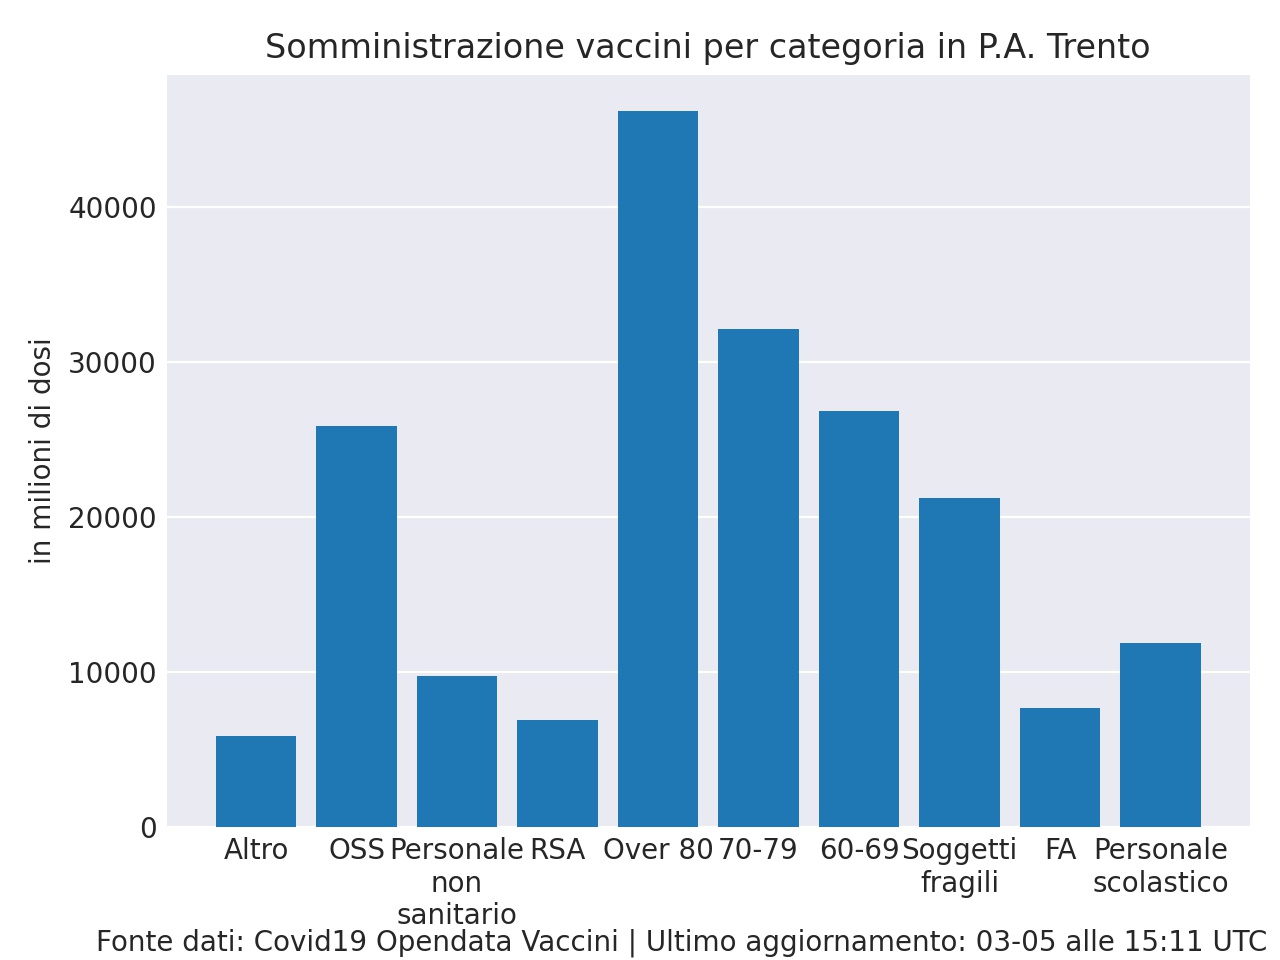 Somministrazione vaccini per categoria in P.A. Trento
in milioni di dosi
40000
30000
20000
10000
0
Altro
OSS
Personale
non
sanitario
RSA
Over 80
70-79
60-69
Soggetti
fragili
FA
Personale
scolastico
Fonte dati: Covid19 Opendata Vaccini | Ultimo aggiornamento: 03-05 alle 15:11 UTC